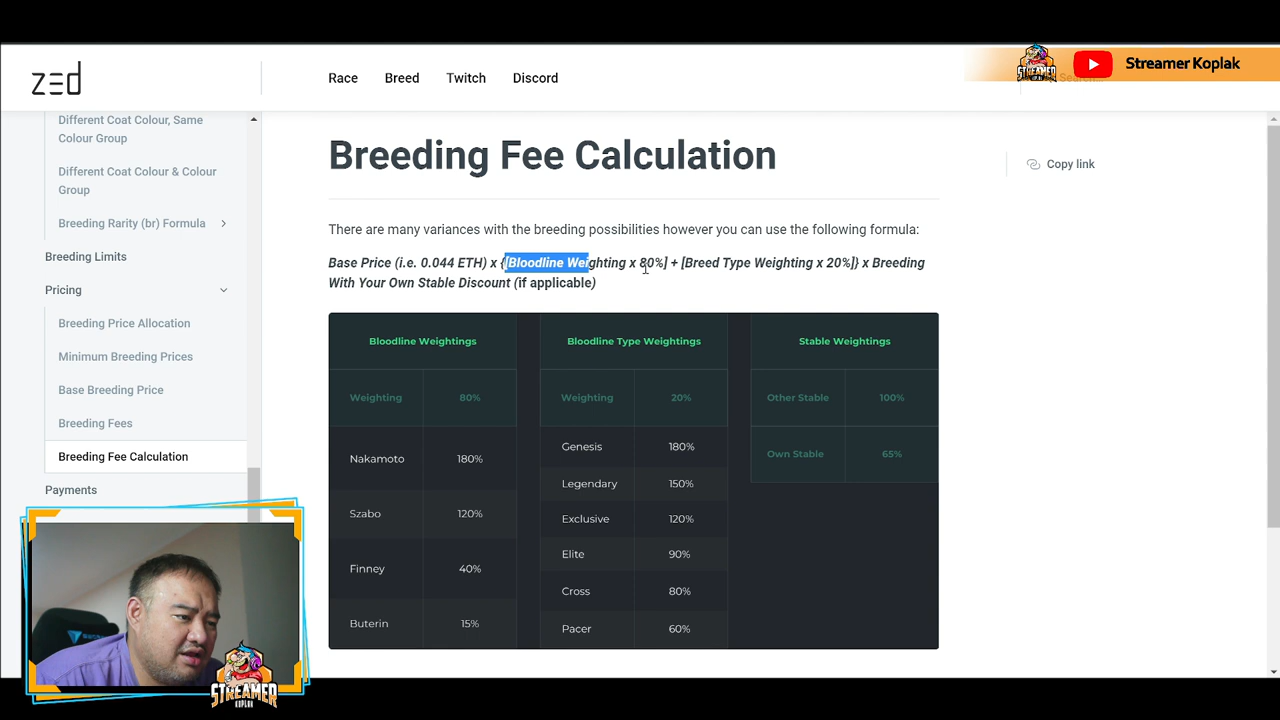 zed
Race
Breed
Twitch
Discord
Streamer Koplak
Different Coat Colour, Same
Colour Group
Different Coat Colour & Colour
Group
Breeding Rarity (br) Formula
Breeding Limits
Pricing
Breeding Price Allocation
Minimum Breeding Prices
Base Breeding Price
Breeding Fees
Breeding Fee Calculation
Payments
Breeding Fee Calculation
Copy link
There are many variances with the breeding possibilities however you can use the following formula:
Base Price (i.e. 0.044 ETH) x {[Bloodline Weighting x 80%] + [Breed Type Weighting x 20%]} x Breeding
With Your Own Stable Discount (if applicable)
Bloodline Weightings
Weighting 80%
Nakamoto 180%
Szabo 120%
Finney 40%
Buterin 15%
Bloodline Type Weightings
Weighting 20%
Genesis 180%
Legendary 150%
Exclusive 120%
Elite 90%
Cross 80%
Pacer 60%
Stable Weightings
Other Stable 100%
Own Stable 65%
STREAMER
KOPLAK